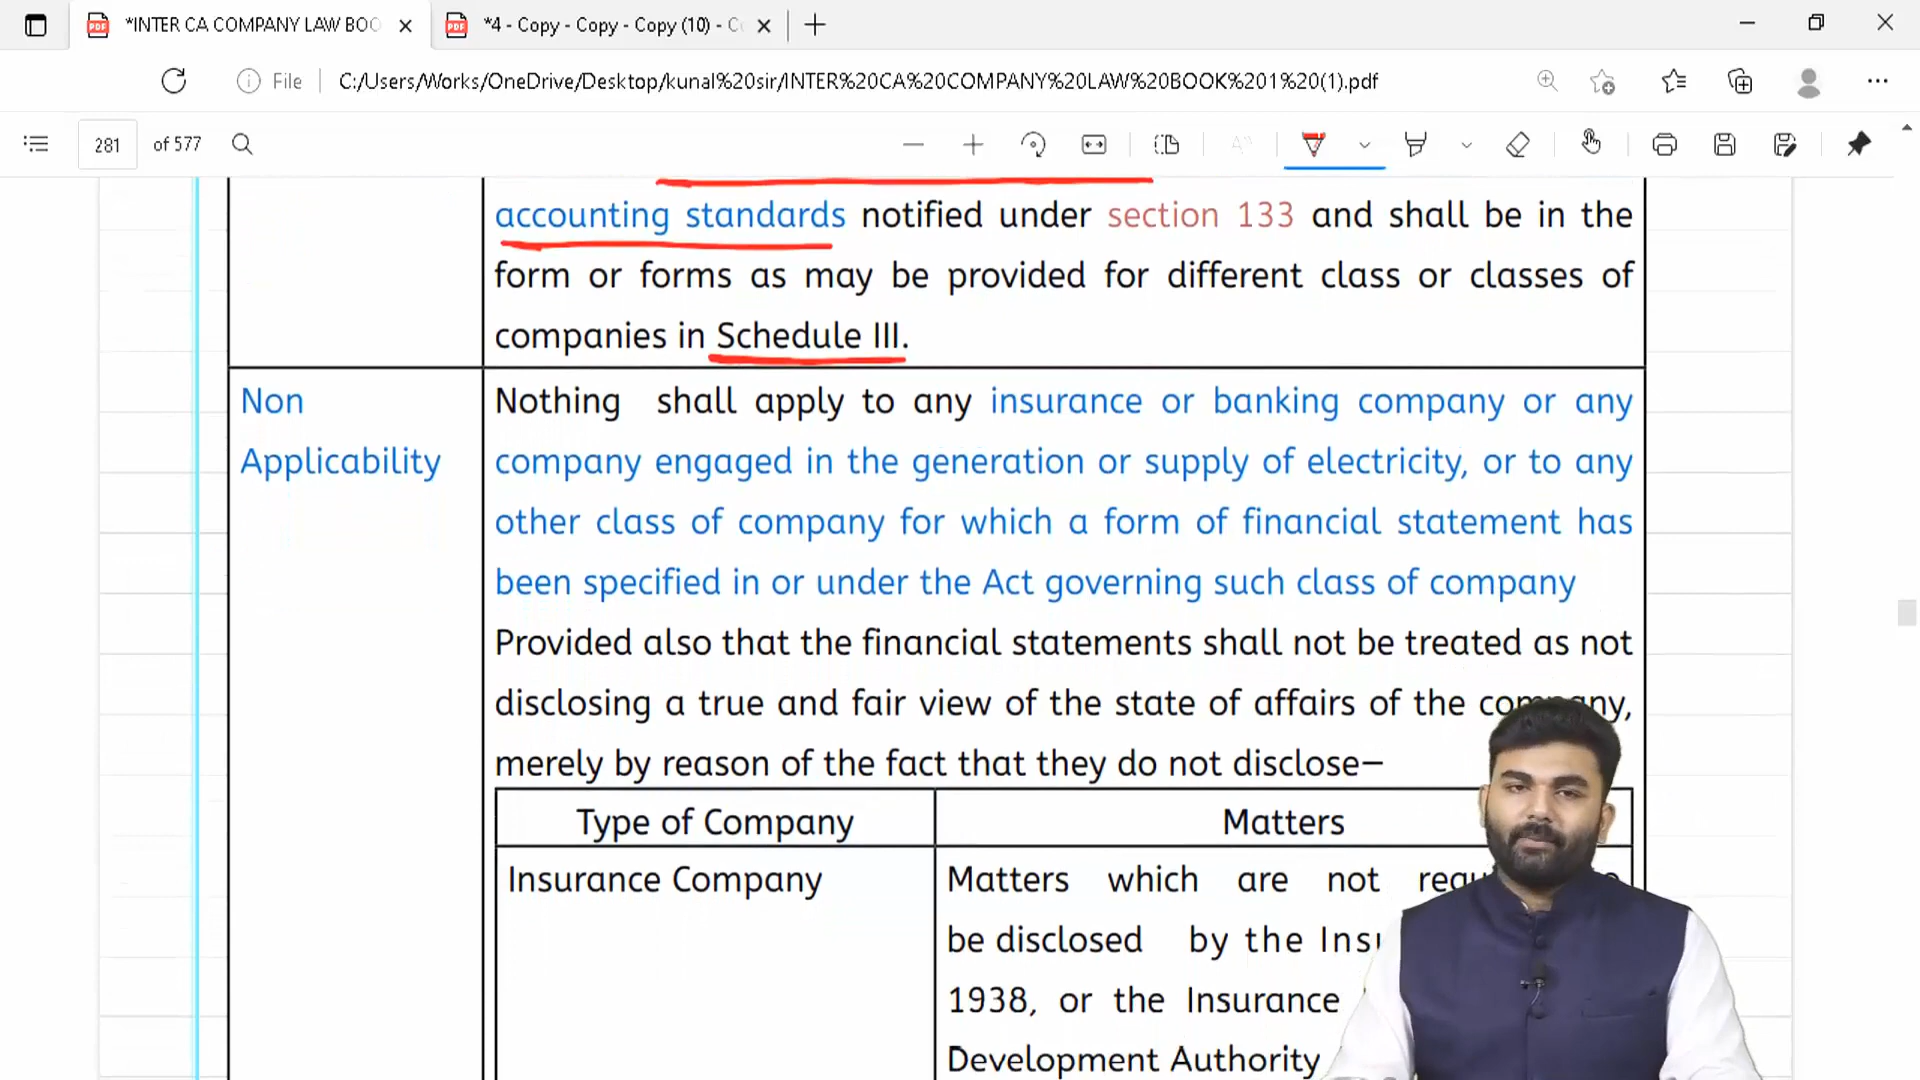 *INTER CA COMPANY LAW BOO
*4 - Copy - Copy - Copy (10) - C
File
C:/Users/Works/OneDrive/Desktop/kunal%20sir/INTER%20CA%20COMPANY%20LAW%20BOOK%201%20(1).pdf
281 of 577
accounting standards notified under section 133 and shall be in the
form or forms as may be provided for different class or classes of
companies in Schedule III.
Non
Applicability
Nothing shall apply to any insurance or banking company or any
company engaged in the generation or supply of electricity, or to any
other class of company for which a form of financial statement has
been specified in or under the Act governing such class of company
Provided also that the financial statements shall not be treated as not
disclosing a true and fair view of the state of affairs of the company,
merely by reason of the fact that they do not disclose—
Type of Company
Matters
Insurance Company
Matters which are not
be disclosed by the
1938, or the Insurance
Development Authority